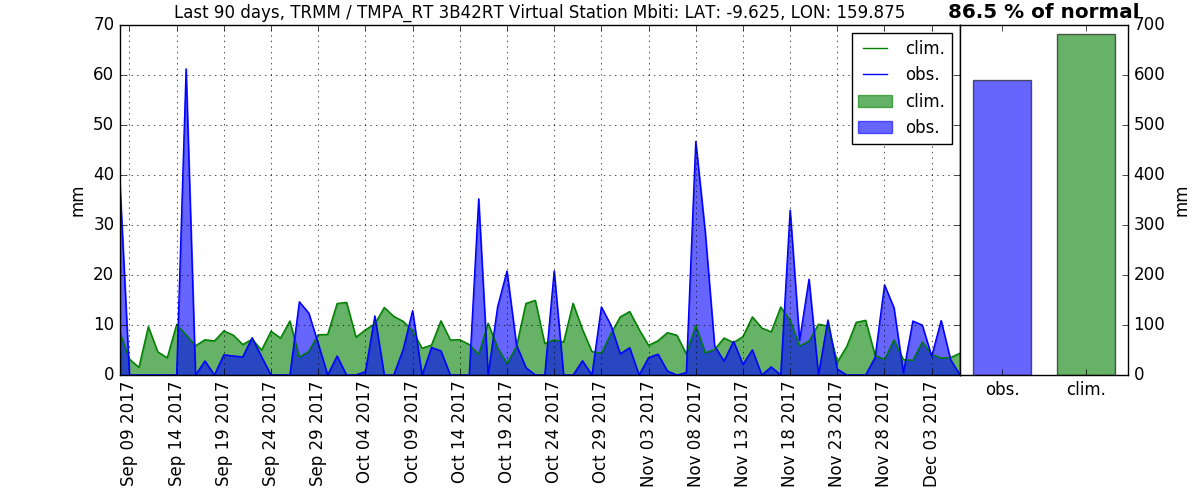 Last 90 days, TRMM / TMPA_RT 3B42RT Virtual Station Mbiti: LAT: -9.625, LON: 159.875
86.5 % of normal
70
60
50
40
30
20
10
0
mm
clim.
obs.
clim.
obs.
700
600
500
400
300
200
100
0
mm
Sep 09 2017
Sep 14 2017
Sep 19 2017
Sep 24 2017
Sep 29 2017
Oct 04 2017
Oct 09 2017
Oct 14 2017
Oct 19 2017
Oct 24 2017
Oct 29 2017
Nov 03 2017
Nov 08 2017
Nov 13 2017
Nov 18 2017
Nov 23 2017
Nov 28 2017
Dec 03 2017
obs.
clim.